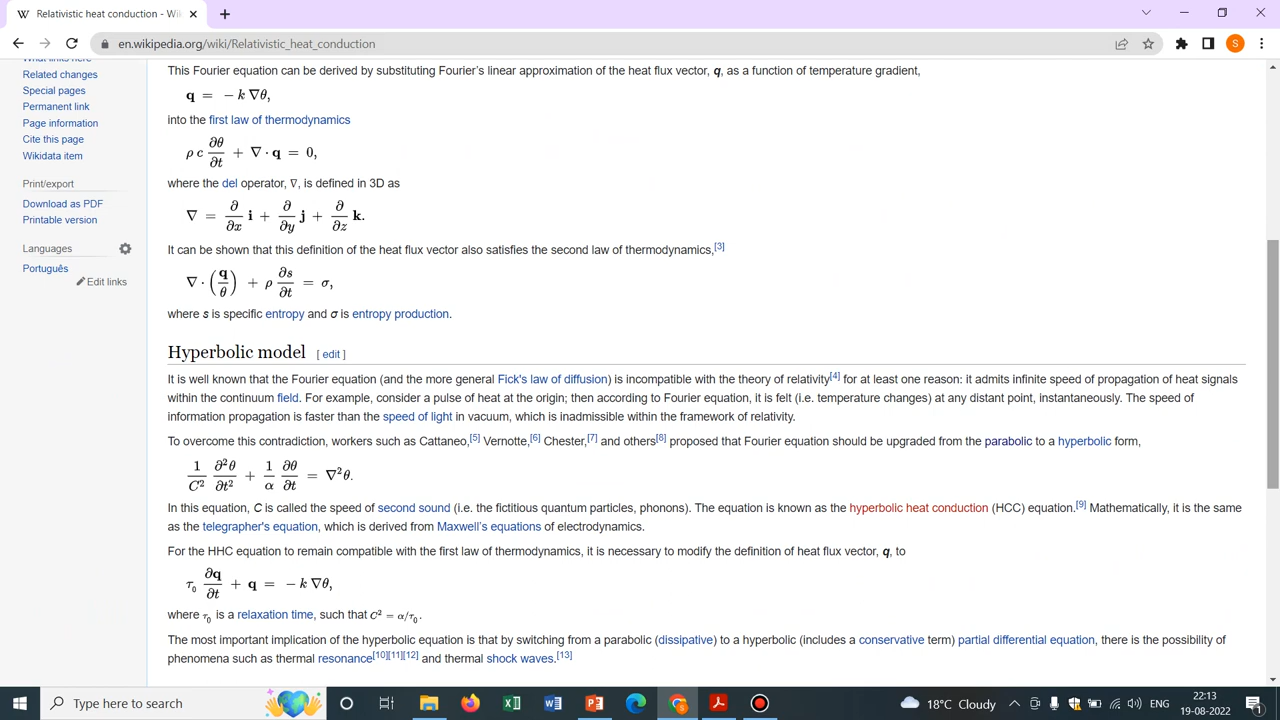 Relativistic heat conduction - Wi
en.wikipedia.org/wiki/Relativistic_heat_conduction
What links here
Related changes
Special pages
Permanent link
Page information
Cite this page
Wikidata item
Print/export
Download as PDF
Printable version
Languages
Português
Edit links
This Fourier equation can be derived by substituting Fourier's linear approximation of the heat flux vector, q, as a function of temperature gradient,
q = − k ∇θ,
into the first law of thermodynamics
ρ c ∂θ/∂t + ∇ · q = 0,
where the del operator, ∇, is defined in 3D as
∇ = ∂/∂x i + ∂/∂y j + ∂/∂z k.
It can be shown that this definition of the heat flux vector also satisfies the second law of thermodynamics,[3]
∇ · (q/θ) + ρ ∂s/∂t = σ,
where s is specific entropy and σ is entropy production.
Hyperbolic model [ edit ]
It is well known that the Fourier equation (and the more general Fick's law of diffusion) is incompatible with the theory of relativity[4] for at least one reason: it admits infinite speed of propagation of heat signals
within the continuum field. For example, consider a pulse of heat at the origin; then according to Fourier equation, it is felt (i.e. temperature changes) at any distant point, instantaneously. The speed of
information propagation is faster than the speed of light in vacuum, which is inadmissible within the framework of relativity.
To overcome this contradiction, workers such as Cattaneo,[5] Vernotte,[6] Chester,[7] and others[8] proposed that Fourier equation should be upgraded from the parabolic to a hyperbolic form,
1/C² ∂²θ/∂t² + 1/α ∂θ/∂t = ∇²θ.
In this equation, C is called the speed of second sound (i.e. the fictitious quantum particles, phonons). The equation is known as the hyperbolic heat conduction (HCC) equation.[9] Mathematically, it is the same
as the telegrapher's equation, which is derived from Maxwell's equations of electrodynamics.
For the HHC equation to remain compatible with the first law of thermodynamics, it is necessary to modify the definition of heat flux vector, q, to
τ₀ ∂q/∂t + q = − k ∇θ,
where τ₀ is a relaxation time, such that C² = α/τ₀.
The most important implication of the hyperbolic equation is that by switching from a parabolic (dissipative) to a hyperbolic (includes a conservative term) partial differential equation, there is the possibility of
phenomena such as thermal resonance[10][11][12] and thermal shock waves.[13]
Type here to search
18°C Cloudy
ENG
22:13
19-08-2022